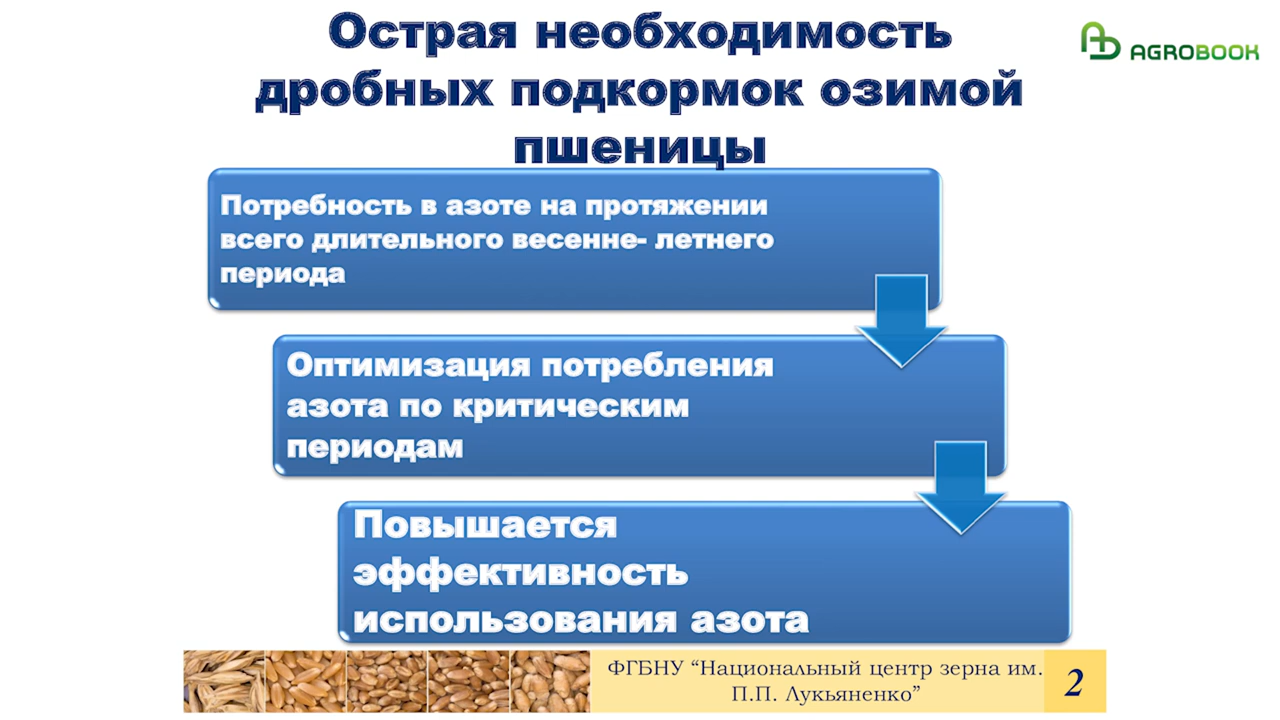 Острая необходимость
дробных подкормок озимой
пшеницы
AGROBOOK
Потребность в азоте на протяжении
всего длительного весенне- летнего
периода
Оптимизация потребления
азота по критическим
периодам
Повышается
эффективность
использования азота
ФГБНУ “Национальный центр зерна им.
П.П. Лукьяненко”
2